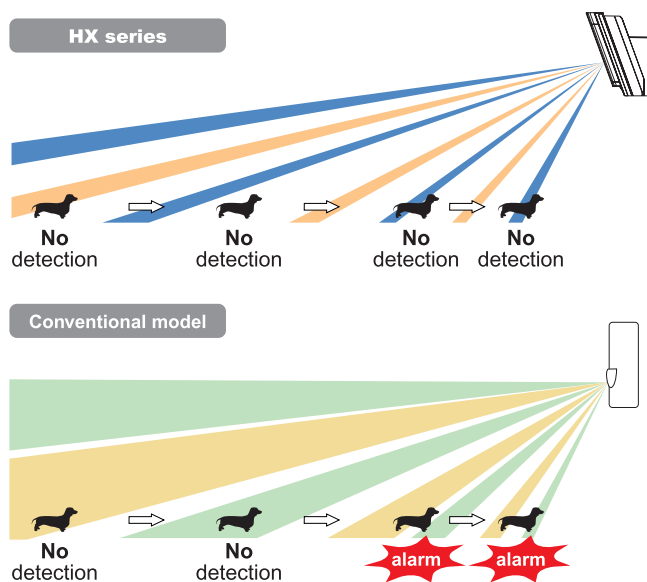 HX series
No
detection
No
detection
No
detection
No
detection
Conventional model
No
detection
No
detection
alarm
alarm